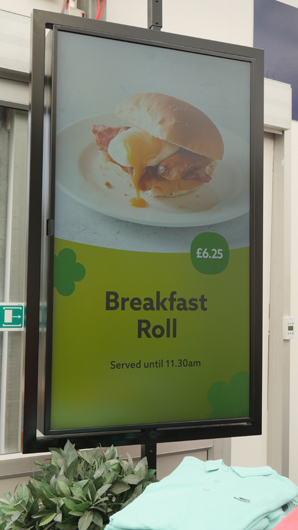 £6.25
Breakfast
Roll
Served until 11.30am